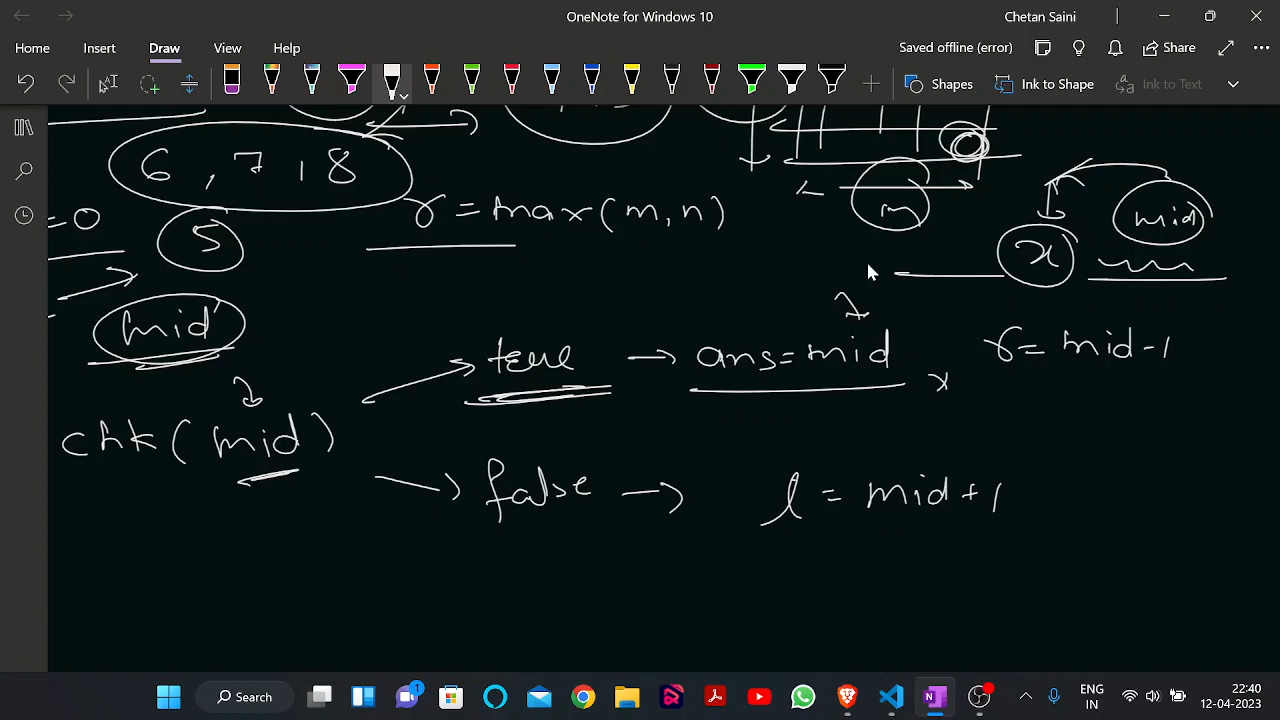 OneNote for Windows 10
Chetan Saini
Home Insert Draw View Help
Saved offline (error)
Share
Shapes
Ink to Shape
Ink to Text
6, 7, 8
= 0
5
r = max(m, n)
m
mid
x
mid
true → ans = mid
r = mid - 1
x
chk(mid)
false → l = mid + 1
Search
1
ENG
IN
22:40
12-04-2023